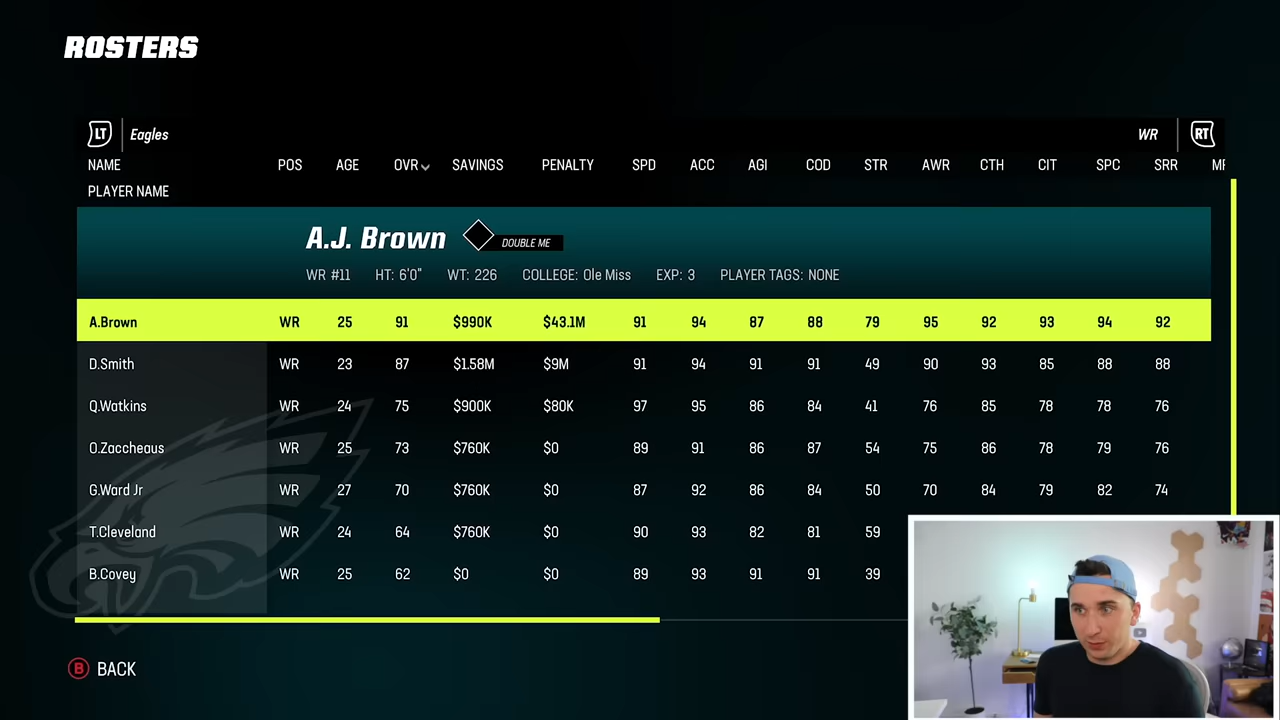 ROSTERS
LT Eagles WR RT
NAME POS AGE OVR SAVINGS PENALTY SPD ACC AGI COD STR AWR CTH CIT SPC SRR
PLAYER NAME
A.J. Brown DOUBLE ME
WR #11 HT: 6'0" WT: 226 COLLEGE: Ole Miss EXP: 3 PLAYER TAGS: NONE
A.Brown WR 25 91 $990K $43.1M 91 94 87 88 79 95 92 93 94 92
D.Smith WR 23 87 $1.58M $9M 91 94 91 91 49 90 93 85 88 88
Q.Watkins WR 24 75 $900K $80K 97 95 86 84 41 76 85 78 78 76
O.Zaccheaus WR 25 73 $760K $0 89 91 86 87 54 75 86 78 79 76
G.Ward Jr WR 27 70 $760K $0 87 92 86 84 50 70 84 79 82 74
T.Cleveland WR 24 64 $760K $0 90 93 82 81 59
B.Covey WR 25 62 $0 $0 89 93 91 91 39
B BACK